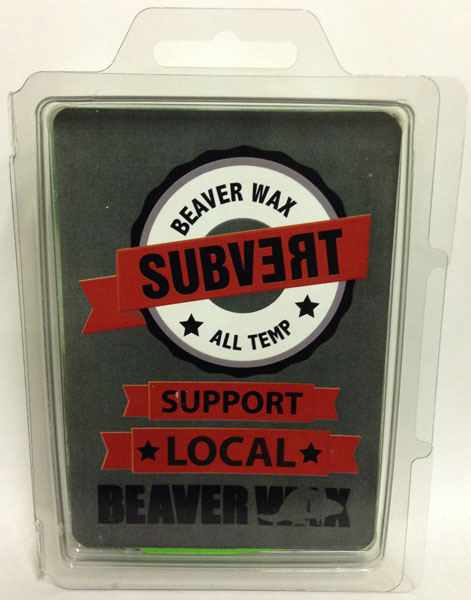 BEAVER WAX
SUBVERT
ALL TEMP
SUPPORT
LOCAL
BEAVER WAX